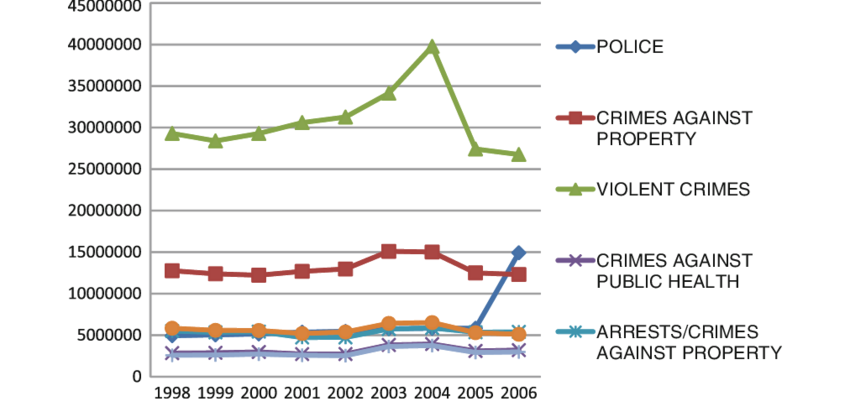 45000000
40000000
35000000
30000000
25000000
20000000
15000000
10000000
5000000
0
1998 1999 2000 2001 2002 2003 2004 2005 2006
POLICE
CRIMES AGAINST
PROPERTY
VIOLENT CRIMES
CRIMES AGAINST
PUBLIC HEALTH
ARRESTS/CRIMES
AGAINST PROPERTY